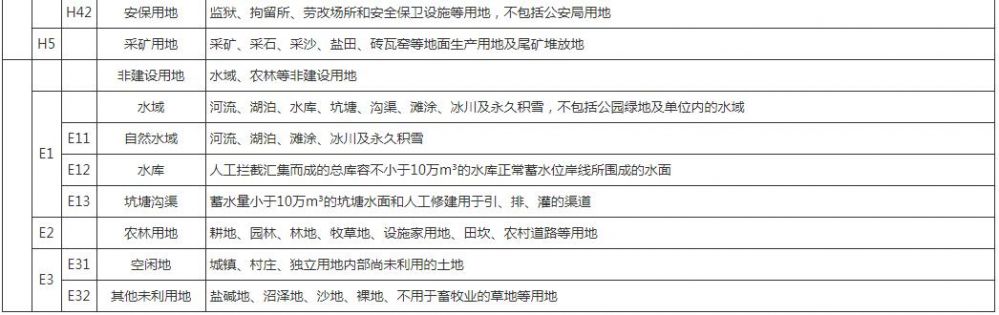 H42 安保用地 监狱、拘留所、劳改场所和安全保卫设施等用地，不包括公安局用地
H5 采矿用地 采矿、采石、采沙、盐田、砖瓦窑等地面生产用地及尾矿堆放地
非建设用地 水域、农林等非建设用地
E1 水域 河流、湖泊、水库、坑塘、沟渠、滩涂、冰川及永久积雪，不包括公园绿地及单位内的水域
E11 自然水域 河流、湖泊、滩涂、冰川及永久积雪
E12 水库 人工拦截汇集而成的总库容不小于10万m³的水库正常蓄水位岸线所围成的水面
E13 坑塘沟渠 蓄水量小于10万m³的坑塘水面和人工修建用于引、排、灌的渠道
E2 农林用地 耕地、园林、林地、牧草地、设施家用地、田坎、农村道路等用地
E3 E31 空闲地 城镇、村庄、独立用地内部尚未利用的土地
E32 其他未利用地 盐碱地、沼泽地、沙地、裸地、不用于畜牧业的草地等用地